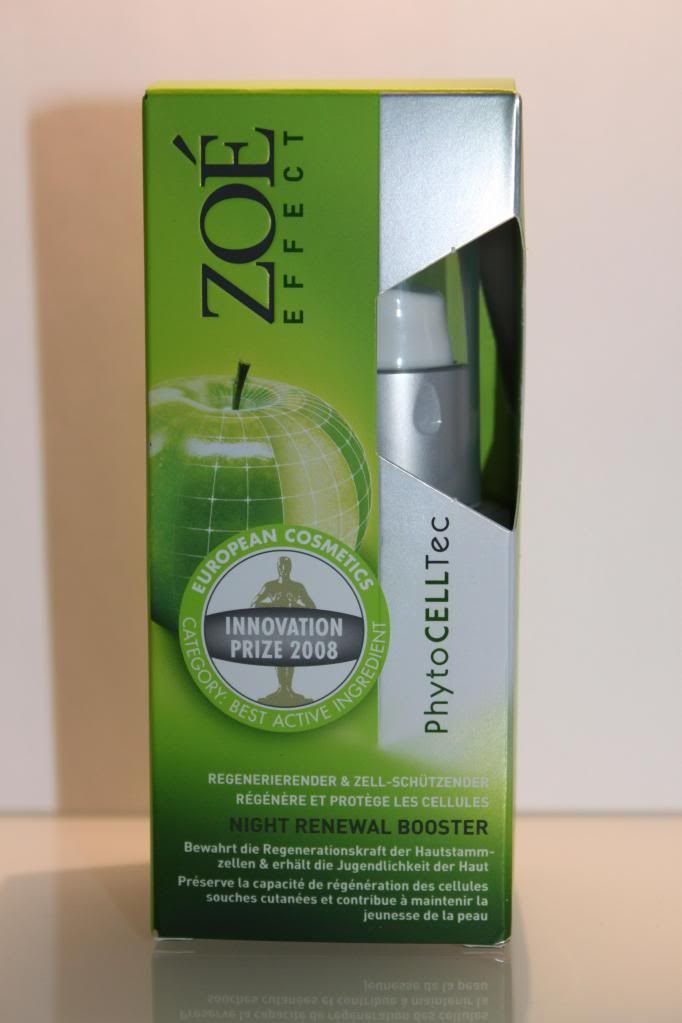 ZOÉ
EFFECT
EUROPEAN COSMETICS
INNOVATION
PRIZE 2008
CATEGORY: BEST ACTIVE INGREDIENT
PhytoCELLTec
REGENERIERENDER & ZELL-SCHÜTZENDER
RÉGÉNÈRE ET PROTÈGE LES CELLULES
NIGHT RENEWAL BOOSTER
Bewahrt die Regenerationskraft der Hautstamm-
zellen & erhält die Jugendlichkeit der Haut
Préserve la capacité de régénération des cellules
souches cutanées et contribue à maintenir la
jeunesse de la peau